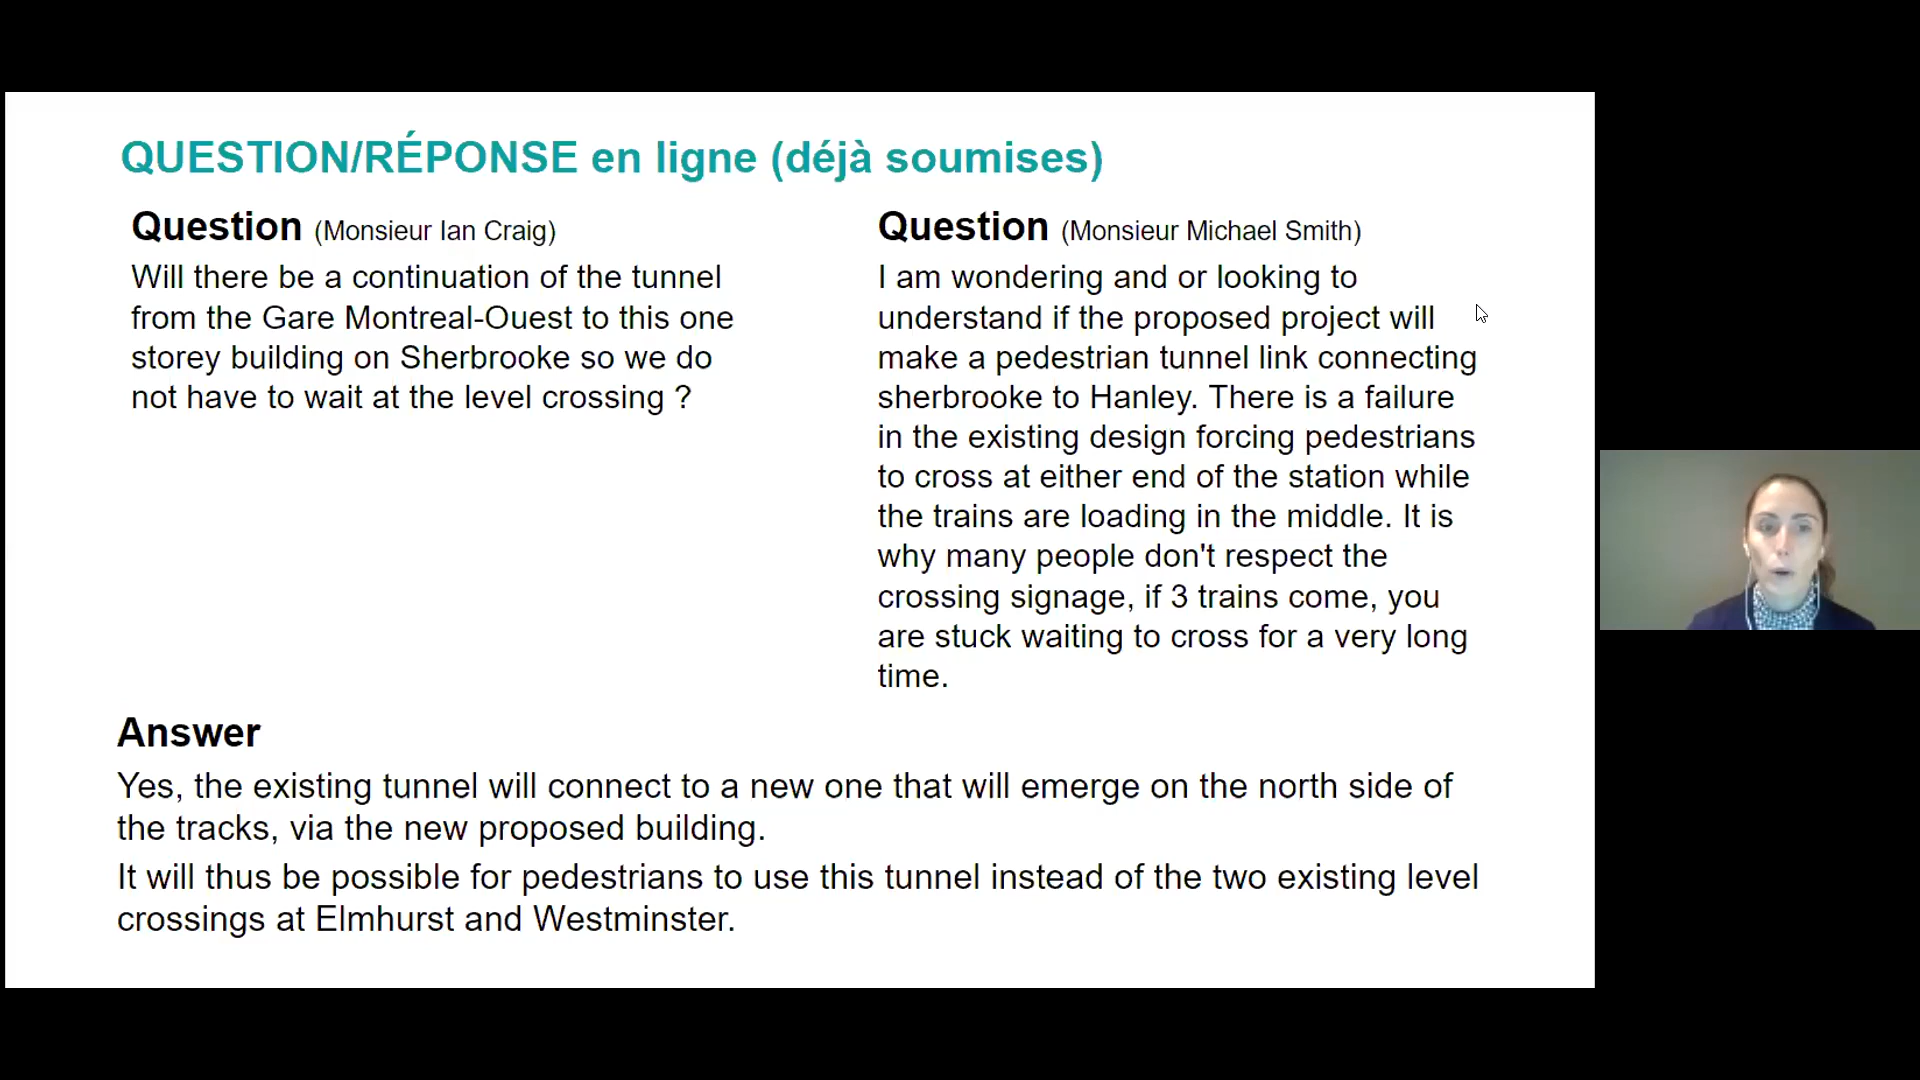 QUESTION/RÉPONSE en ligne (déjà soumises)
Question (Monsieur Ian Craig)
Will there be a continuation of the tunnel
from the Gare Montreal-Ouest to this one
storey building on Sherbrooke so we do
not have to wait at the level crossing ?
Question (Monsieur Michael Smith)
I am wondering and or looking to
understand if the proposed project will
make a pedestrian tunnel link connecting
sherbrooke to Hanley. There is a failure
in the existing design forcing pedestrians
to cross at either end of the station while
the trains are loading in the middle. It is
why many people don't respect the
crossing signage, if 3 trains come, you
are stuck waiting to cross for a very long
time.
Answer
Yes, the existing tunnel will connect to a new one that will emerge on the north side of
the tracks, via the new proposed building.
It will thus be possible for pedestrians to use this tunnel instead of the two existing level
crossings at Elmhurst and Westminster.